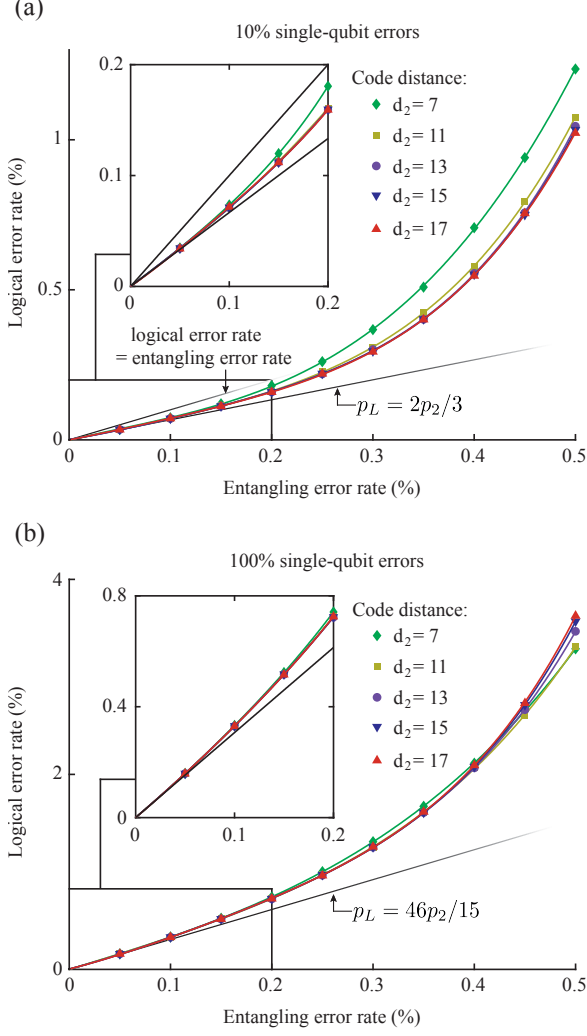 (a)
10% single-qubit errors
Logical error rate (%)
1
0.5
0
0.2
0.1
0
0.1
0.2
Code distance:
d₂= 7
d₂= 11
d₂= 13
d₂= 15
d₂= 17
logical error rate
= entangling error rate
p_L = 2p₂/3
0
0.1
0.2
0.3
0.4
0.5
Entangling error rate (%)
(b)
100% single-qubit errors
Logical error rate (%)
4
2
0
0.8
0.4
0
0
0.1
0.2
Code distance:
d₂= 7
d₂= 11
d₂= 13
d₂= 15
d₂= 17
p_L = 46p₂/15
0
0.1
0.2
0.3
0.4
0.5
Entangling error rate (%)